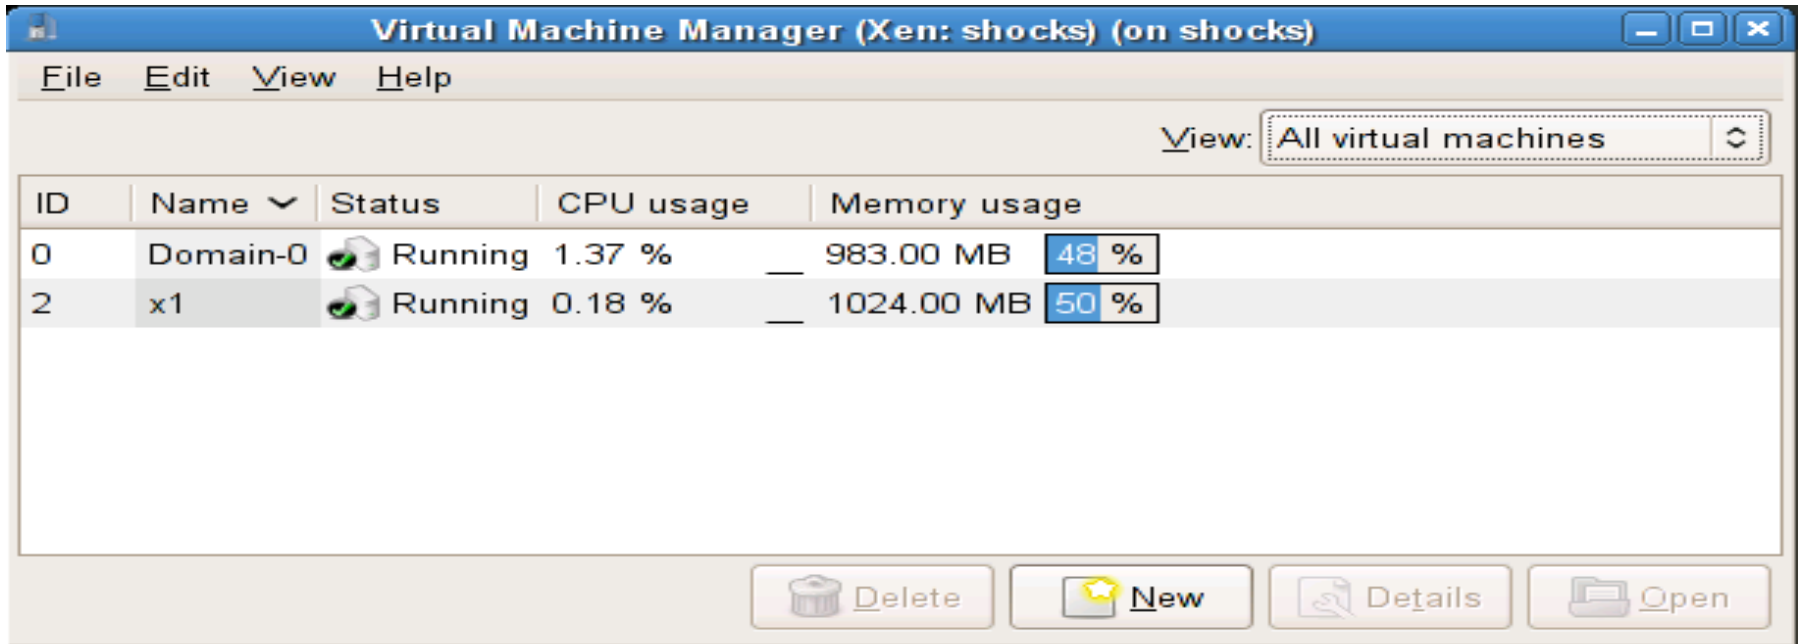 Virtual Machine Manager (Xen: shocks) (on shocks)
File Edit View Help
View: All virtual machines
ID Name Status CPU usage Memory usage
0 Domain-0 Running 1.37 % 983.00 MB 48 %
2 x1 Running 0.18 % 1024.00 MB 50 %
Delete New Details Open